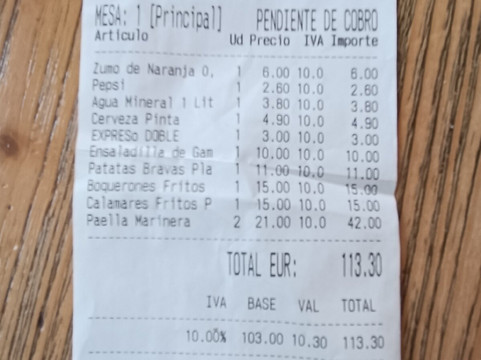 MESA: 1 [Principal] PENDIENTE DE COBRO
Artículo Ud Precio IVA Importe
Zumo de Naranja 0, 1 6.00 10.0 6.00
Pepsi 1 2.60 10.0 2.60
Agua Mineral 1 Lit 1 3.80 10.0 3.80
Cerveza Pinta 1 4.90 10.0 4.90
EXPRESo DOBLE 1 3.00 10.0 3.00
Ensaladilla de Gam 1 10.00 10.0 10.00
Patatas Bravas Pla 1 11.00 10.0 11.00
Boquerones Fritos 1 15.00 10.0 15.00
Calamares Fritos P 1 15.00 10.0 15.00
Paella Marinera 2 21.00 10.0 42.00
TOTAL EUR: 113.30
IVA BASE VAL TOTAL
10.00% 103.00 10.30 113.30